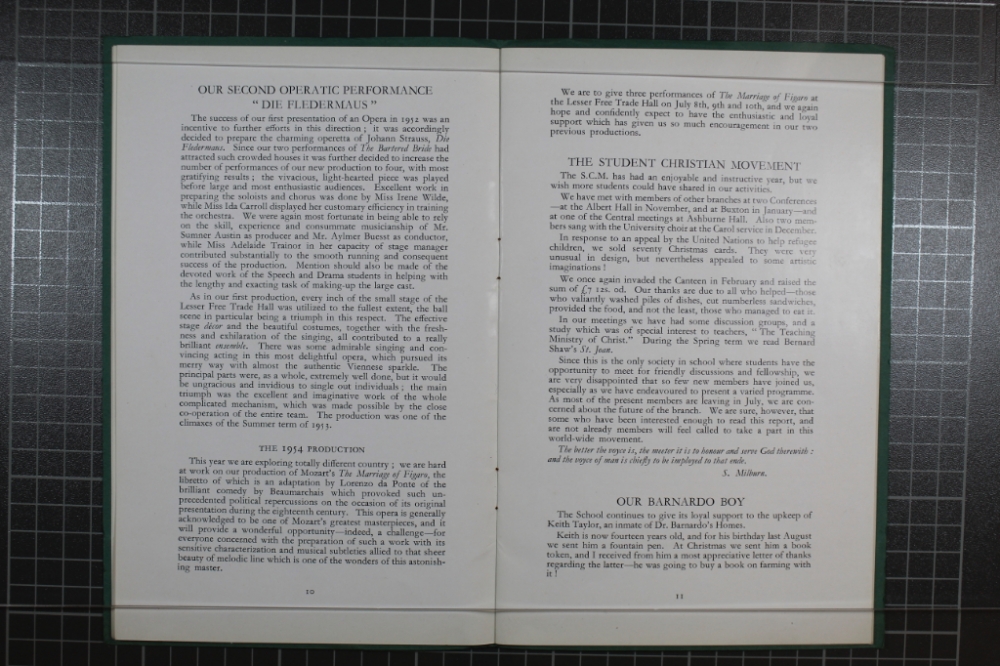 OUR SECOND OPERATIC PERFORMANCE
" DIE FLEDERMAUS "
The success of our first presentation of an Opera in 1952 was an
incentive to further efforts in this direction ; it was accordingly
decided to prepare the charming operetta of Johann Strauss, Die
Fledermaus. Since our two performances of The Bartered Bride had
attracted such crowded houses it was further decided to increase the
number of performances of our new production to four, with most
gratifying results ; the vivacious, light-hearted piece was played
before large and most enthusiastic audiences. Excellent work in
preparing the soloists and chorus was done by Miss Irene Wilde,
while Miss Ida Carroll displayed her customary efficiency in training
the orchestra. We were again most fortunate in being able to rely
on the skill, experience and consummate musicianship of Mr.
Sumner Austin as producer and Mr. Aylmer Buesst as conductor,
while Miss Adelaide Trainor in her capacity of stage manager
contributed substantially to the smooth running and consequent
success of the production. Mention should also be made of the
devoted work of the Speech and Drama students in helping with
the lengthy and exacting task of making-up the large cast.
As in our first production, every inch of the small stage of the
Lesser Free Trade Hall was utilized to the fullest extent, the ball
scene in particular being a triumph in this respect. The effective
stage décor and the beautiful costumes, together with the fresh-
ness and exhilaration of the singing, all contributed to a really
brilliant ensemble. There was some admirable singing and con-
vincing acting in this most delightful opera, which pursued its
merry way with almost the authentic Viennese sparkle. The
principal parts were, as a whole, extremely well done, but it would
be ungracious and invidious to single out individuals ; the main
triumph was the excellent and imaginative work of the whole
complicated mechanism, which was made possible by the close
co-operation of the entire team. The production was one of the
climaxes of the Summer term of 1953.
THE 1954 PRODUCTION
This year we are exploring totally different country ; we are hard
at work on our production of Mozart's The Marriage of Figaro, the
libretto of which is an adaptation by Lorenzo da Ponte of the
brilliant comedy by Beaumarchais which provoked such un-
precedented political repercussions on the occasion of its original
presentation during the eighteenth century. This opera is generally
acknowledged to be one of Mozart's greatest masterpieces, and it
will provide a wonderful opportunity—indeed, a challenge—for
everyone concerned with the preparation of such a work with its
sensitive characterization and musical subtleties allied to that sheer
beauty of melodic line which is one of the wonders of this astonish-
ing master.
10
We are to give three performances of The Marriage of Figaro at
the Lesser Free Trade Hall on July 8th, 9th and 10th, and we again
hope and confidently expect to have the enthusiastic and loyal
support which has given us so much encouragement in our two
previous productions.
THE STUDENT CHRISTIAN MOVEMENT
The S.C.M. has had an enjoyable and instructive year, but we
wish more students could have shared in our activities.
We have met with members of other branches at two Conferences
—at the Albert Hall in November, and at Buxton in January—and
at one of the Central meetings at Ashburne Hall. Also two mem-
bers sang with the University choir at the Carol service in December.
In response to an appeal by the United Nations to help refugee
children, we sold seventy Christmas cards. They were very
unusual in design, but nevertheless appealed to some artistic
imaginations !
We once again invaded the Canteen in February and raised the
sum of £7 12s. 0d. Our thanks are due to all who helped—those
who valiantly washed piles of dishes, cut numberless sandwiches,
provided the food, and not the least, those who managed to eat it.
In our meetings we have had some discussion groups, and a
study which was of special interest to teachers, " The Teaching
Ministry of Christ." During the Spring term we read Bernard
Shaw's St. Joan.
Since this is the only society in school where students have the
opportunity to meet for friendly discussions and fellowship, we
are very disappointed that so few new members have joined us,
especially as we have endeavoured to present a varied programme.
As most of the present members are leaving in July, we are con-
cerned about the future of the branch. We are sure, however, that
some who have been interested enough to read this report, and
are not already members will feel called to take a part in this
world-wide movement.
The better the voyce is, the meeter it is to honour and serve God therewith :
and the voyce of man is chiefly to be imployed to that ende.
S. Milburn.
OUR BARNARDO BOY
The School continues to give its loyal support to the upkeep of
Keith Taylor, an inmate of Dr. Barnardo's Homes.
Keith is now fourteen years old, and for his birthday last August
we sent him a fountain pen. At Christmas we sent him a book
token, and I received from him a most appreciative letter of thanks
regarding the latter—he was going to buy a book on farming with
it !
11